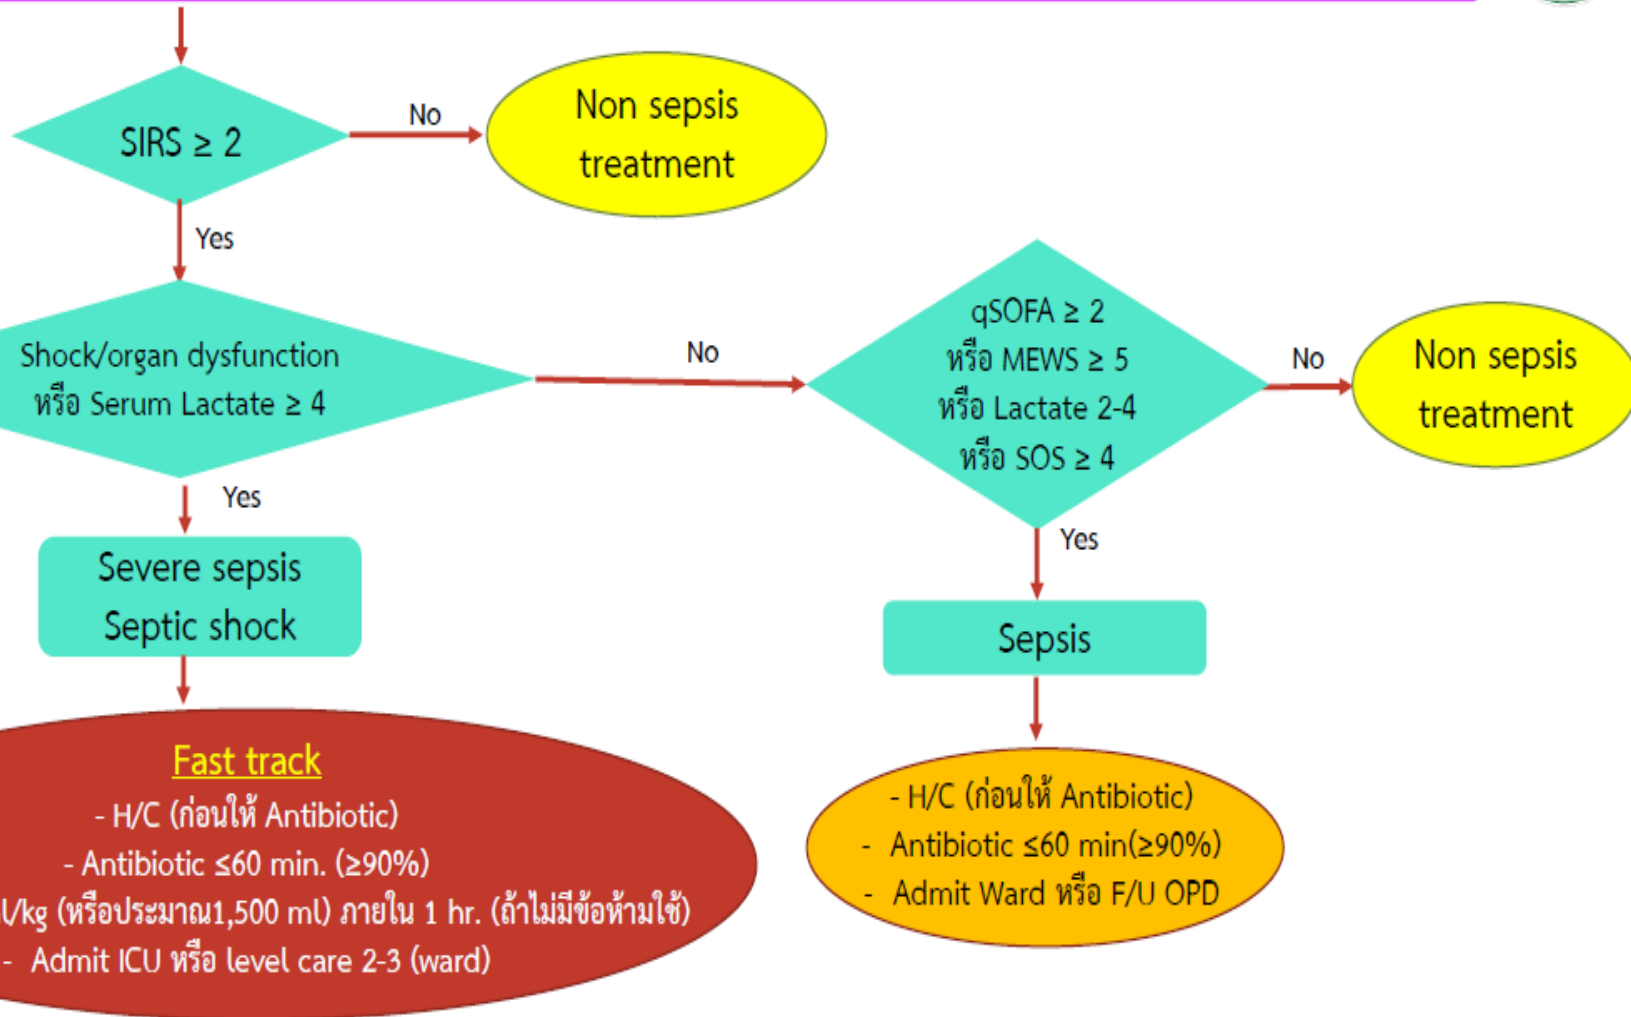 SIRS ≥ 2
No
Non sepsis
treatment
Yes
Shock/organ dysfunction
หรือ Serum Lactate ≥ 4
No
qSOFA ≥ 2
หรือ MEWS ≥ 5
หรือ Lactate 2-4
หรือ SOS ≥ 4
No
Non sepsis
treatment
Yes
Severe sepsis
Septic shock
Yes
Sepsis
Fast track
- H/C (ก่อนให้ Antibiotic)
- Antibiotic ≤60 min. (≥90%)
l/kg (หรือประมาณ1,500 ml) ภายใน 1 hr. (ถ้าไม่มีข้อห้ามใช้)
- Admit ICU หรือ level care 2-3 (ward)
- H/C (ก่อนให้ Antibiotic)
- Antibiotic ≤60 min(≥90%)
- Admit Ward หรือ F/U OPD